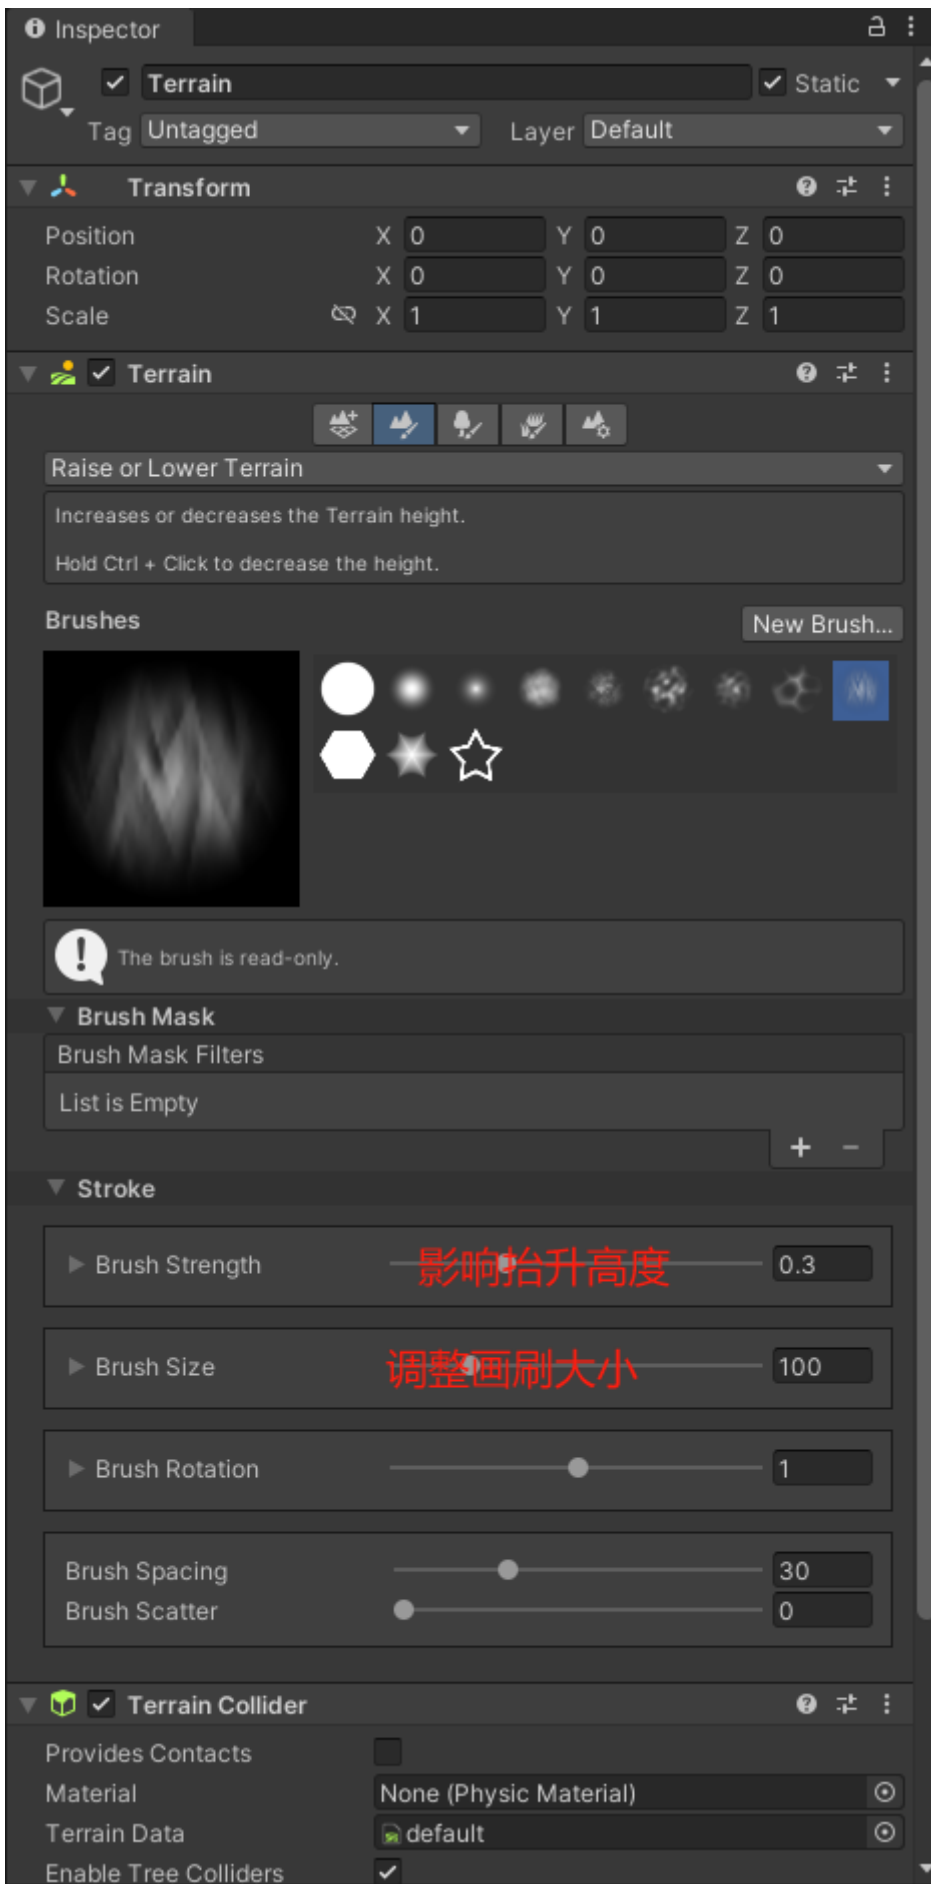 Inspector
Terrain
Static
Tag Untagged Layer Default
Transform
Position X 0 Y 0 Z 0
Rotation X 0 Y 0 Z 0
Scale X 1 Y 1 Z 1
Terrain
Raise or Lower Terrain
Increases or decreases the Terrain height.
Hold Ctrl + Click to decrease the height.
Brushes
New Brush...
The brush is read-only.
Brush Mask
Brush Mask Filters
List is Empty
Stroke
Brush Strength 影响抬升高度 0.3
Brush Size 调整画刷大小 100
Brush Rotation 1
Brush Spacing 30
Brush Scatter 0
Terrain Collider
Provides Contacts
Material None (Physic Material)
Terrain Data default
Enable Tree Colliders